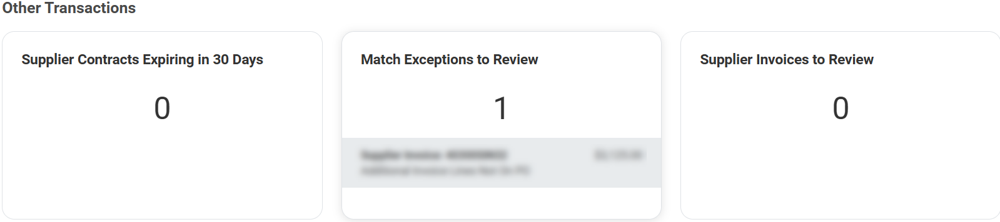 Other Transactions
Supplier Contracts Expiring in 30 Days
0
Match Exceptions to Review
1
Supplier Invoices to Review
0